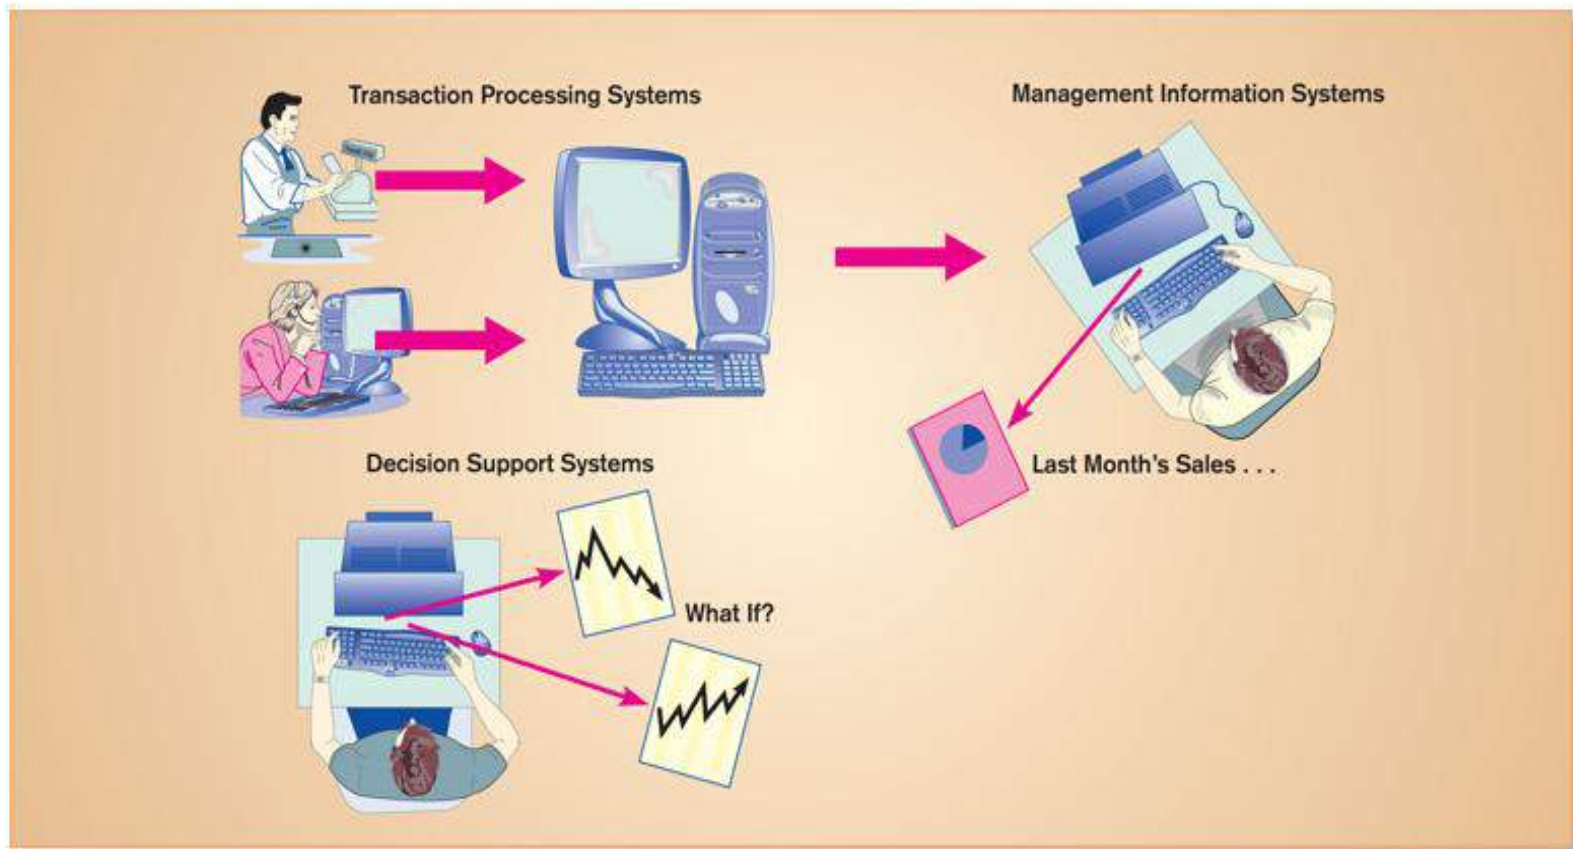 Transaction Processing Systems
Management Information Systems
Last Month's Sales . . .
Decision Support Systems
What If?